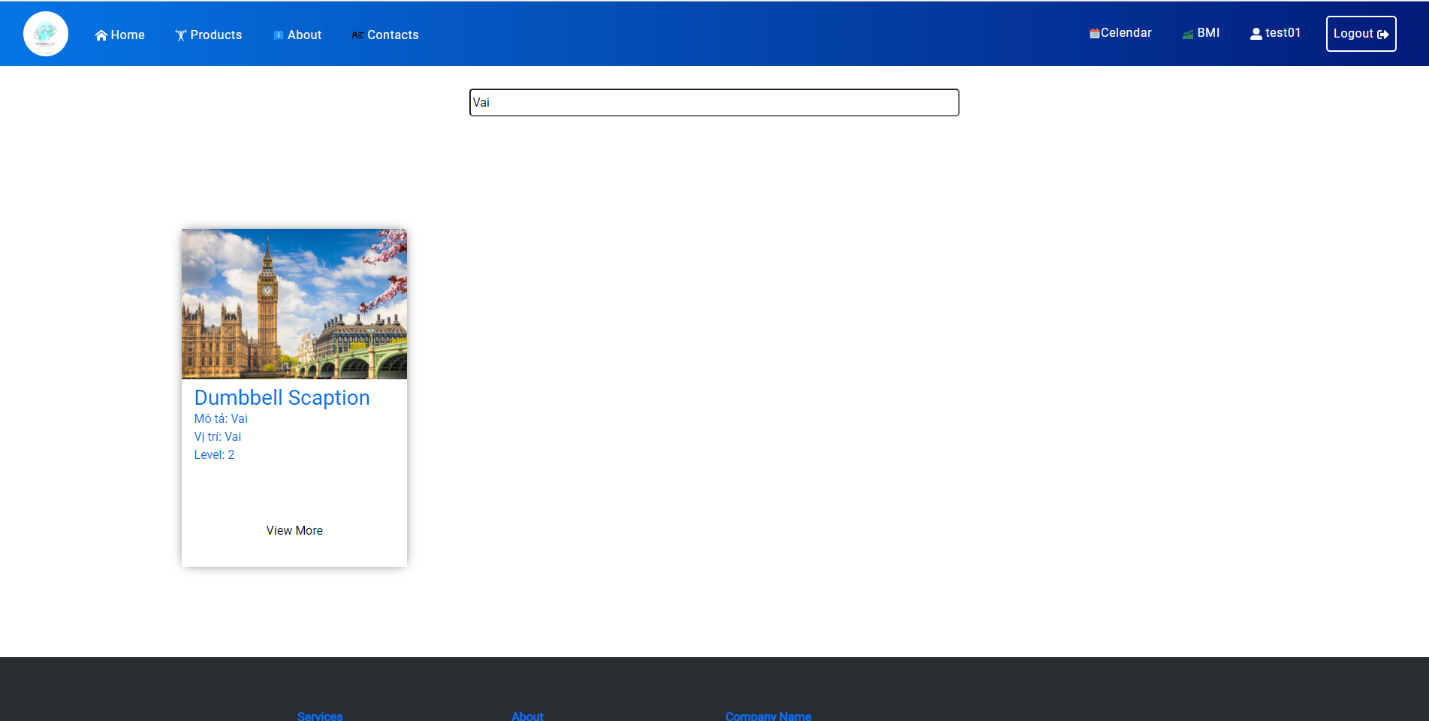 Home Products About Contacts Celendar BMI test01 Logout
Vai
Dumbbell Scaption
Mô tả: Vai
Vị trí: Vai
Level: 2
View More
Services About Company Name